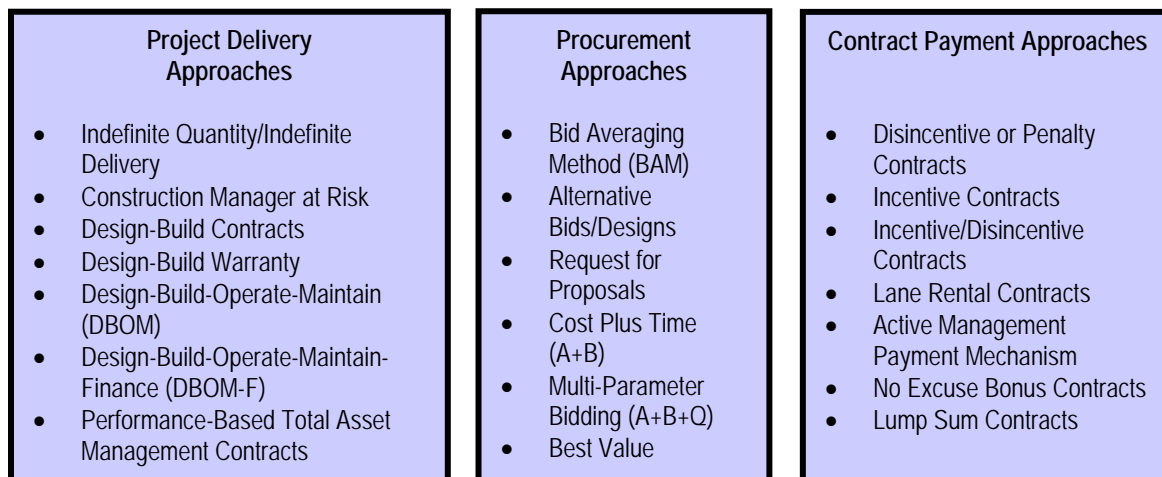 Project Delivery
Approaches
• Indefinite Quantity/Indefinite
Delivery
• Construction Manager at Risk
• Design-Build Contracts
• Design-Build Warranty
• Design-Build-Operate-Maintain
(DBOM)
• Design-Build-Operate-Maintain-
Finance (DBOM-F)
• Performance-Based Total Asset
Management Contracts
Procurement
Approaches
• Bid Averaging
Method (BAM)
• Alternative
Bids/Designs
• Request for
Proposals
• Cost Plus Time
(A+B)
• Multi-Parameter
Bidding (A+B+Q)
• Best Value
Contract Payment Approaches
• Disincentive or Penalty
Contracts
• Incentive Contracts
• Incentive/Disincentive
Contracts
• Lane Rental Contracts
• Active Management
Payment Mechanism
• No Excuse Bonus Contracts
• Lump Sum Contracts